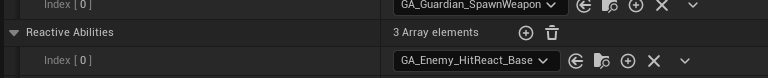 Index [ 0 ] GA_Guardian_SpawnWeapon
Reactive Abilities 3 Array elements
Index [ 0 ] GA_Enemy_HitReact_Base